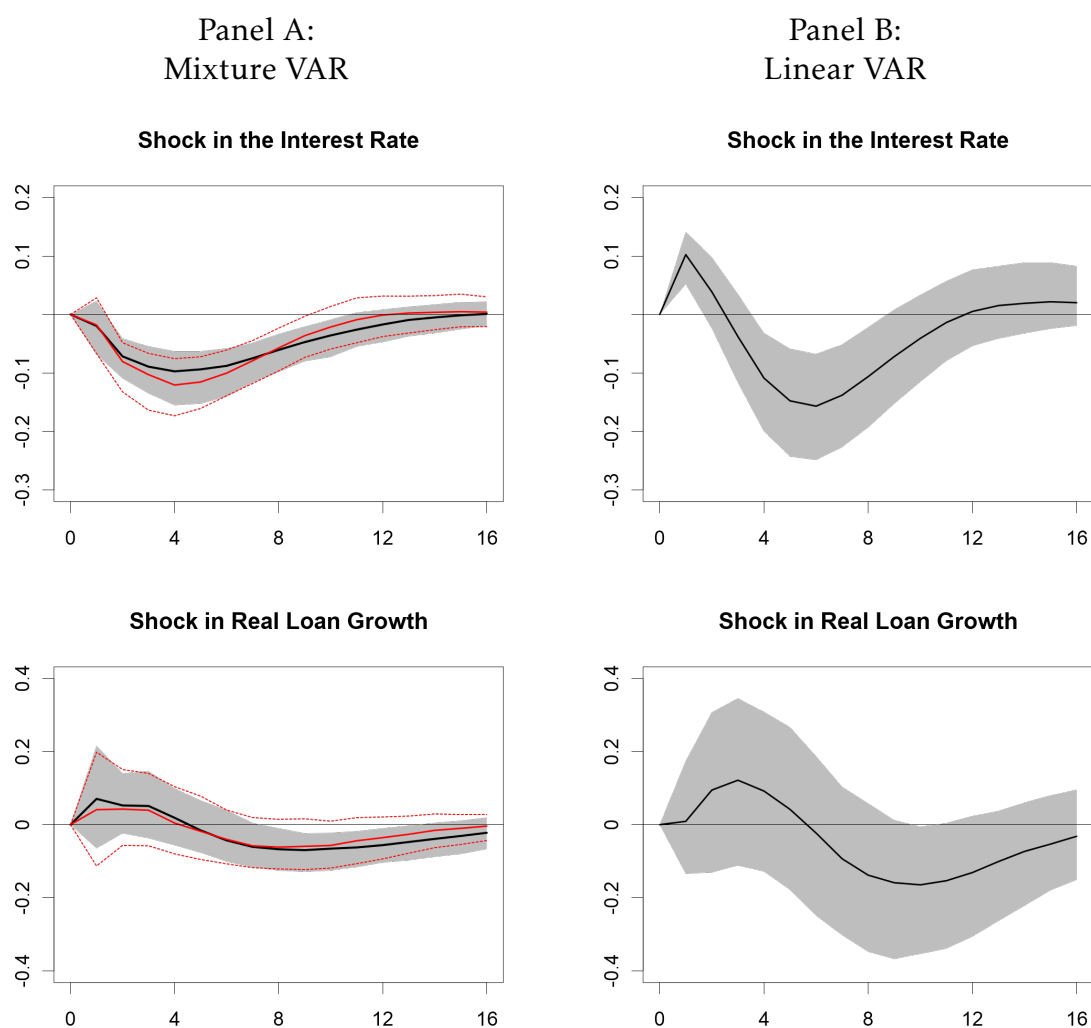 Panel A:
Mixture VAR
Panel B:
Linear VAR
Shock in the Interest Rate
0.2
0.1
-0.1
-0.2
-0.3
0 4 8 12 16
Shock in the Interest Rate
0.2
0.1
-0.1
-0.2
-0.3
0 4 8 12 16
Shock in Real Loan Growth
0.4
0.2
0
-0.2
-0.4
0 4 8 12 16
Shock in Real Loan Growth
0.4
0.2
0
-0.2
-0.4
0 4 8 12 16